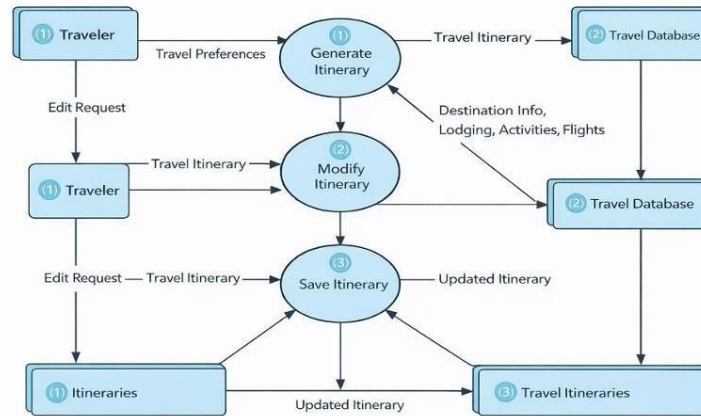 (1) Traveler
Travel Preferences
(1)
Generate
Itinerary
Travel Itinerary
(2) Travel Database
Edit Request
Destination Info,
Lodging, Activities, Flights
(1) Traveler
Travel Itinerary
(2)
Modify
Itinerary
(2) Travel Database
Edit Request
Travel Itinerary
(3)
Save Itinerary
Updated Itinerary
(1) Itineraries
Updated Itinerary
(3) Travel Itineraries